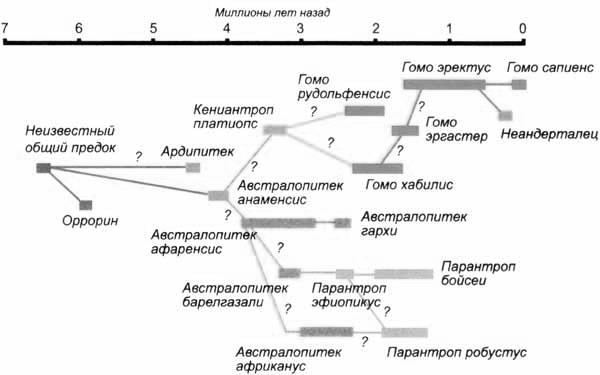 Миллионы лет назад
7 6 5 4 3 2 1 0
Гомо эректус
Гомо сапиенс
Гомо
рудольфенсис
?
Кениантроп
платиопс
?
Гомо
эргастер
Неандерталец
Неизвестный
общий предок
?
Ардипитек
?
?
?
Гомо хабилис
Австралопитек
анаменсис
Оррорин
?
Австралопитек
афаренсис
Австралопитек
гархи
?
Австралопитек
барелгазали
Парантроп
эфиопикус
Парантроп
бойсеи
?
?
?
Австралопитек
африканус
Парантроп робустус